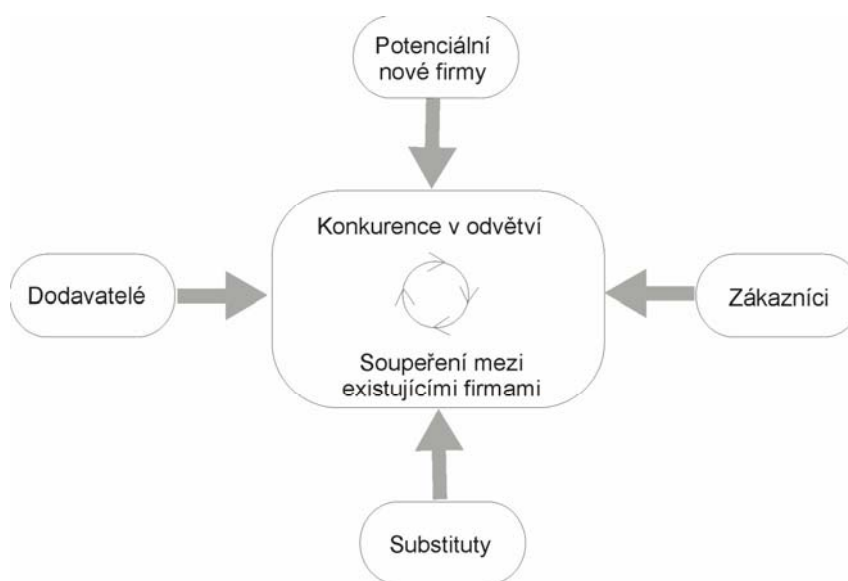 Potenciální
nové firmy
Konkurence v odvětví
Dodavatelé
Zákazníci
Soupeření mezi
existujícími firmami
Substituty